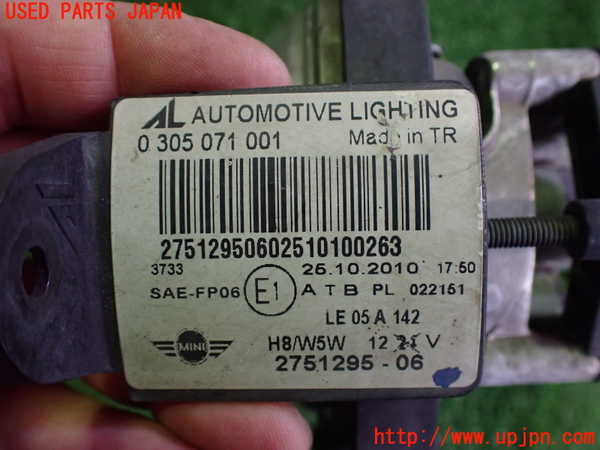 USED PARTS JAPAN
AL AUTOMOTIVE LIGHTING
0 305 071 001 Made in TR
27512950602510100263
3733 25.10.2010 17:50
SAE-FP06 E1 A T B PL 022151
LE 05 A 142
MINI H8/W5W 12 V
2751295 - 06
http://www.upjpn.com/